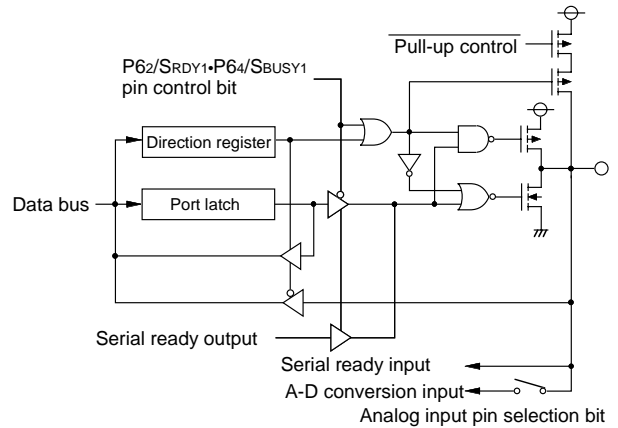 Pull-up control
P62/SRDY1•P64/SBUSY1
pin control bit
Direction register
Data bus
Port latch
Serial ready output
Serial ready input
A-D conversion input
Analog input pin selection bit